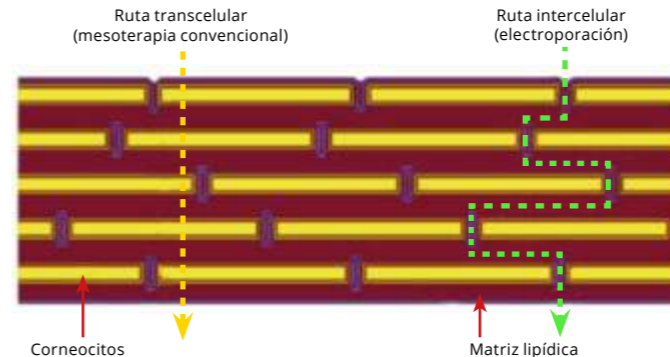 Ruta transcelular
(mesoterapia convencional)
Ruta intercelular
(electroporación)
Corneocitos
Matriz lipídica